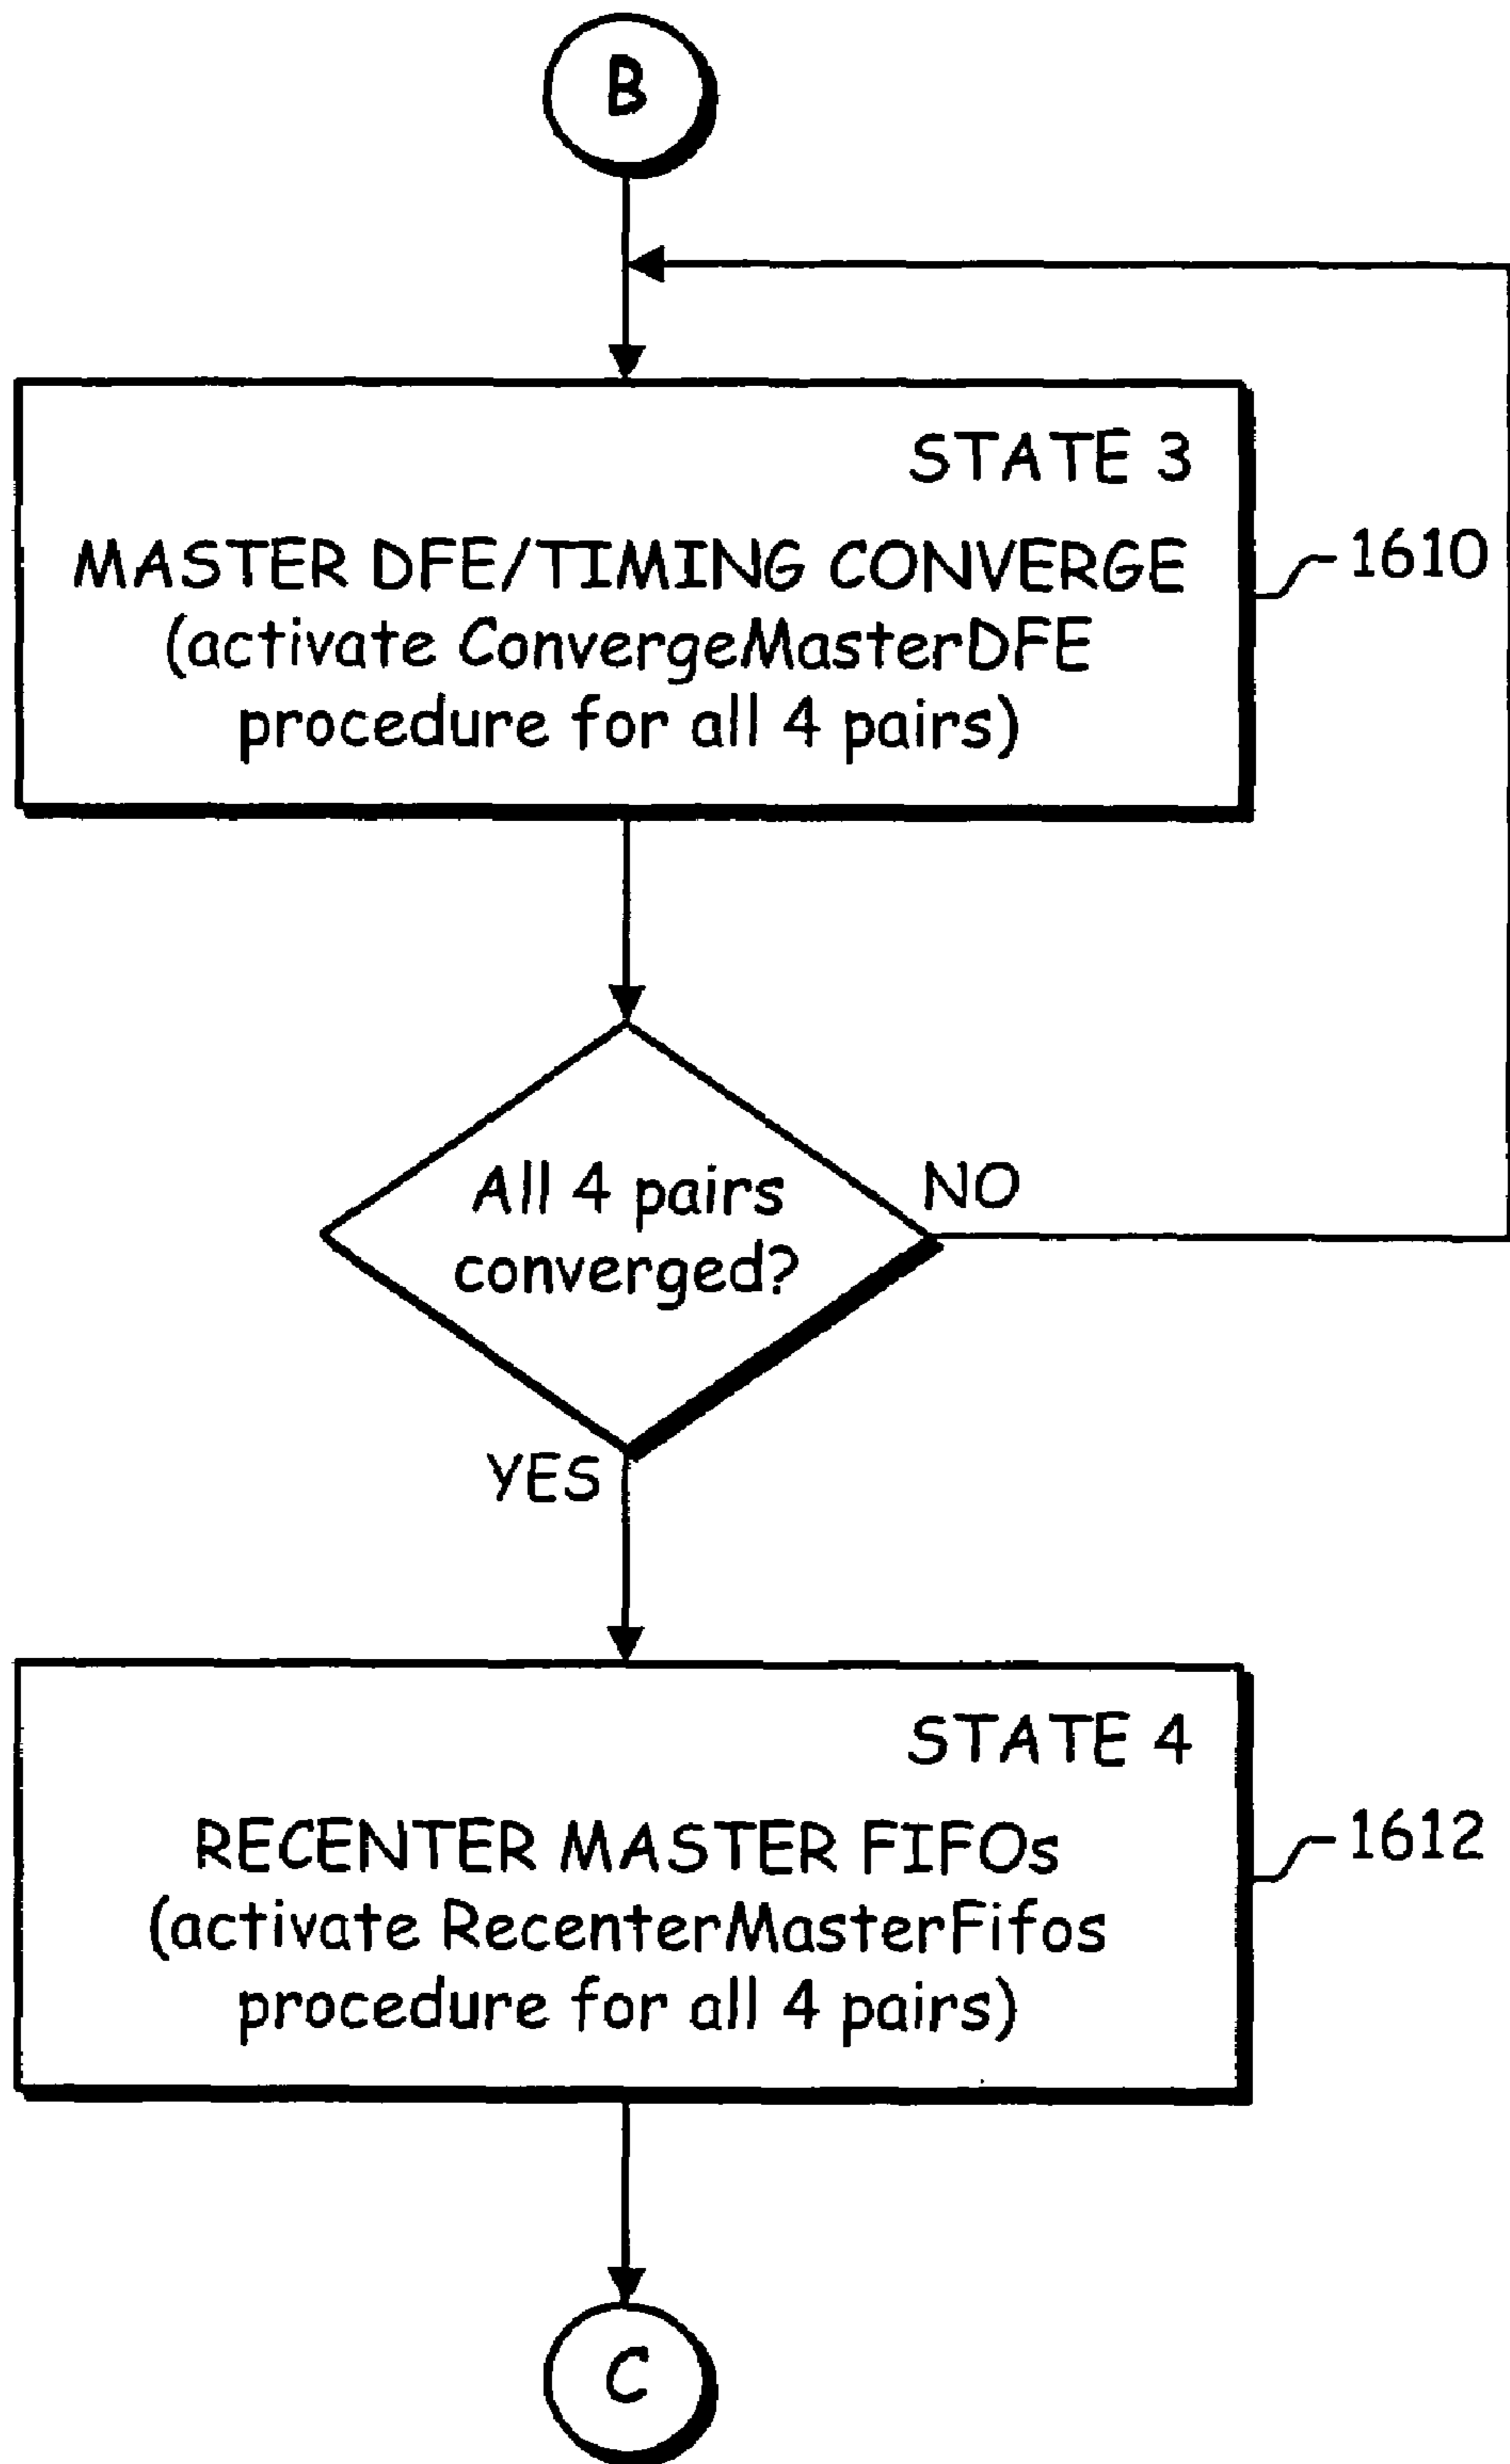 B
STATE 3
MASTER DFE/TIMING CONVERGE
(activate ConvergeMasterDFE
procedure for all 4 pairs)
1610
All 4 pairs
converged?
NO
YES
STATE 4
RECENTER MASTER FIFOs
(activate RecenterMasterFifos
procedure for all 4 pairs)
1612
C